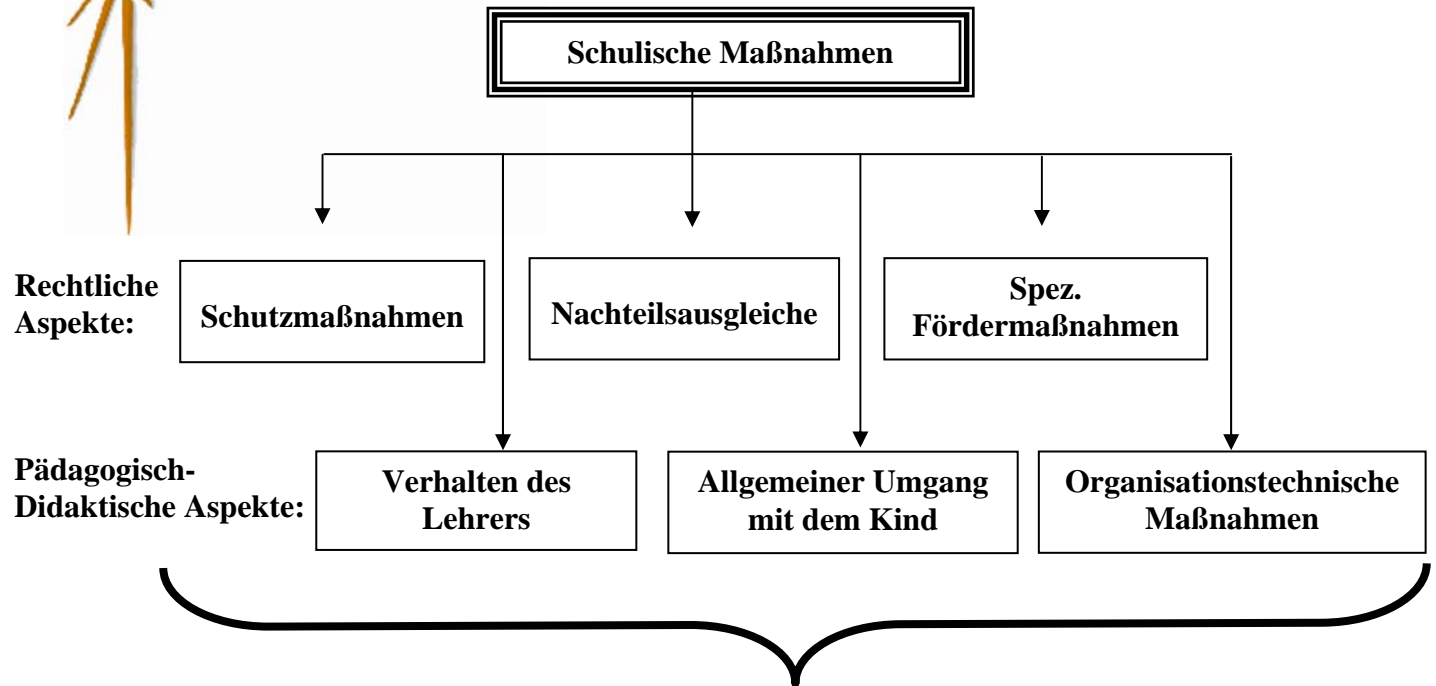 Schulische Maßnahmen
Rechtliche
Aspekte:
Schutzmaßnahmen
Nachteilsausgleiche
Spez.
Fördermaßnahmen
Pädagogisch-
Didaktische Aspekte:
Verhalten des
Lehrers
Allgemeiner Umgang
mit dem Kind
Organisationstechnische
Maßnahmen